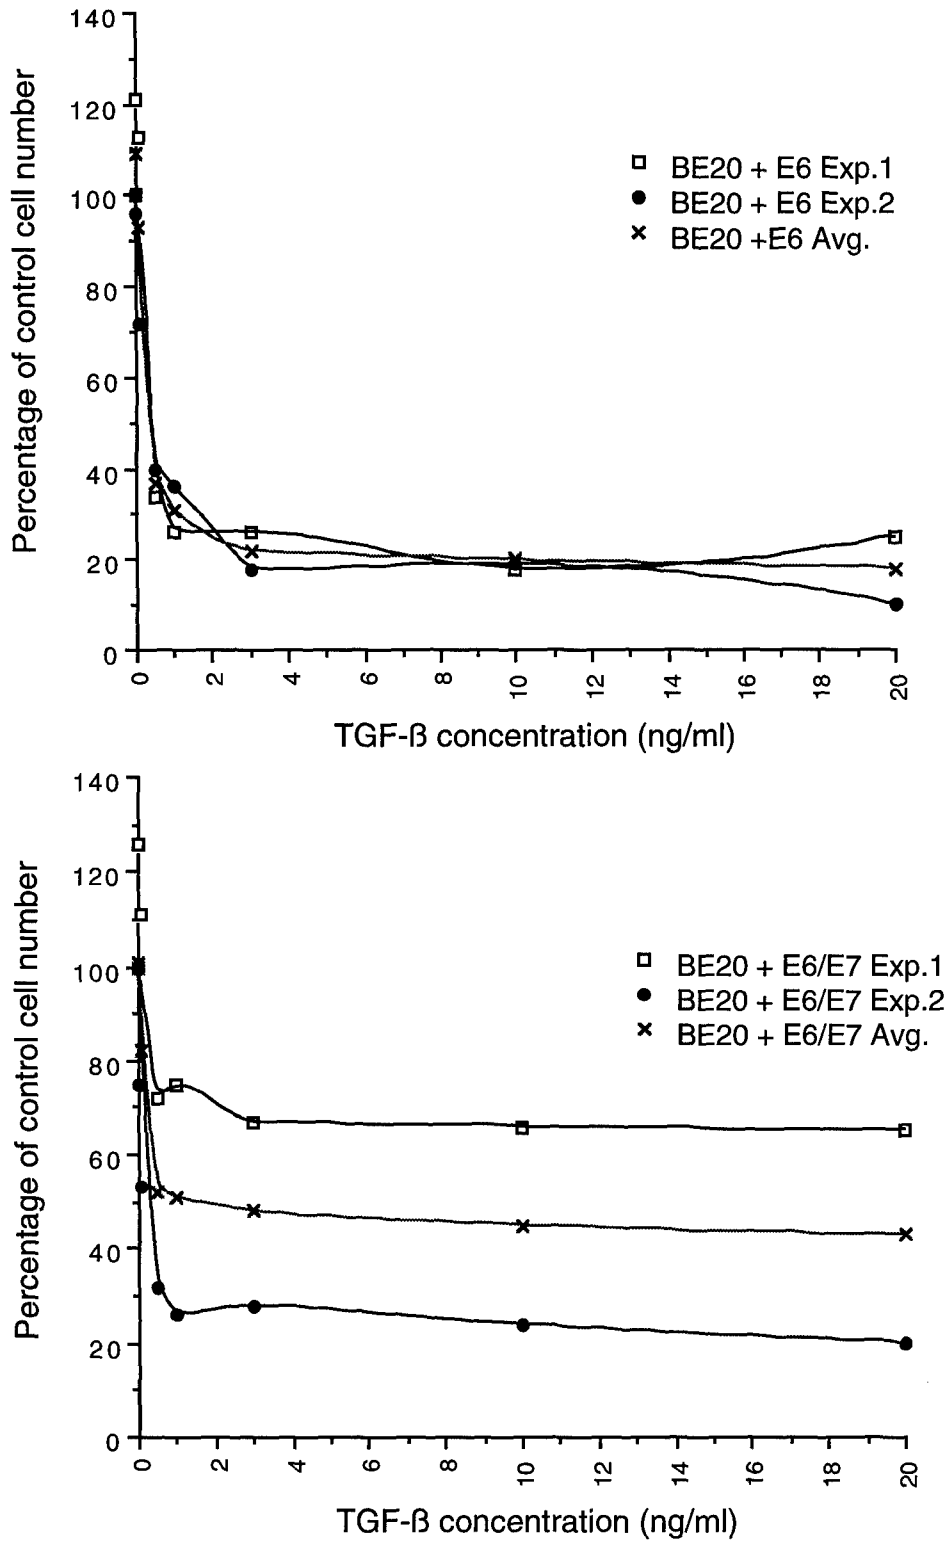 140
120
100
80
60
40
20
0
Percentage of control cell number
BE20 + E6 Exp.1
BE20 + E6 Exp.2
BE20 +E6 Avg.
0 2 4 6 8 10 12 14 16 18 20
TGF-ß concentration (ng/ml)
140
120
100
80
60
40
20
0
Percentage of control cell number
BE20 + E6/E7 Exp.1
BE20 + E6/E7 Exp.2
BE20 + E6/E7 Avg.
0 2 4 6 8 10 12 14 16 18 20
TGF-ß concentration (ng/ml)